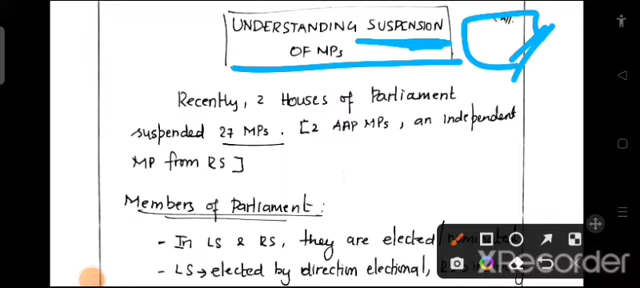 UNDERSTANDING SUSPENSION
OF MPs
Recently, 2 Houses of Parliament
suspended 27 MPs. [2 AAP MPs, an independent
MP from RS]
Members of Parliament:
- In LS & RS, they are elected/
- LS → elected by direction electional,
XRecorder